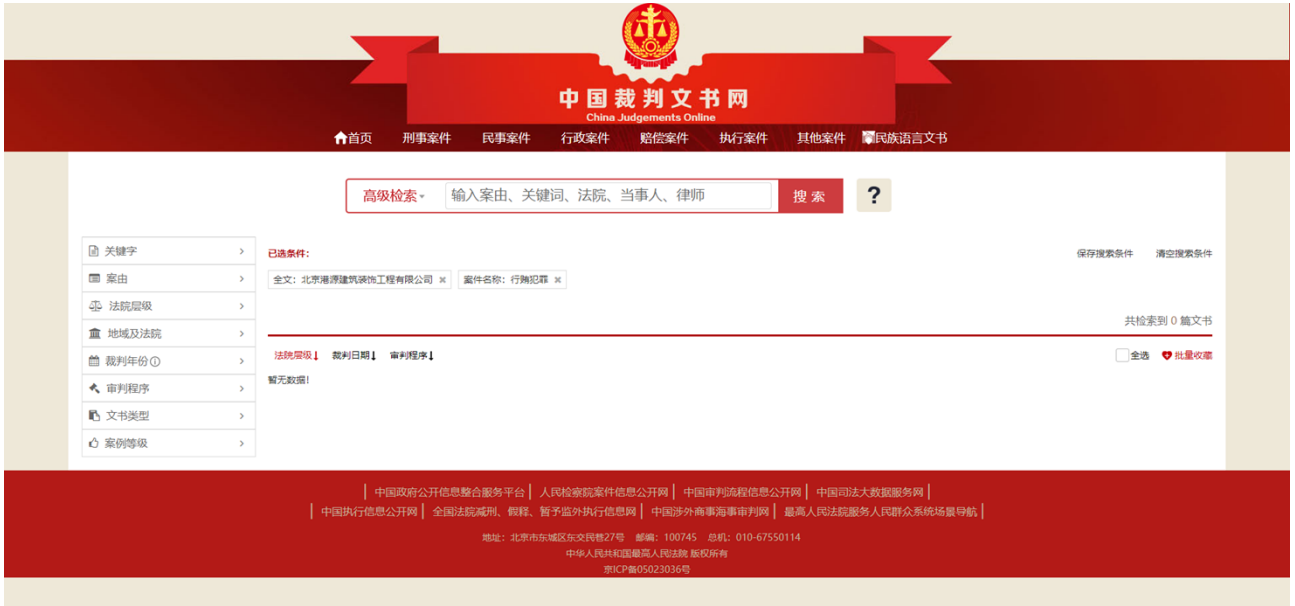 中国裁判文书网
China Judgements Online
首页 刑事案件 民事案件 行政案件 赔偿案件 执行案件 其他案件 民族语言文书
高级检索 输入案由、关键词、法院、当事人、律师 搜索 ?
关键字
案由
法院层级
地域及法院
裁判年份
审判程序
文书类型
案例等级
已选条件: 保存搜索条件 清空搜索条件
全文: 北京港源建筑装饰工程有限公司 × 案件名称: 行贿犯罪 ×
共检索到 0 篇文书
法院层级↓ 裁判日期↓ 审判程序↓ 全选 批量收藏
暂无数据!
| 中国政府公开信息整合服务平台 | 人民检察院案件信息公开网 | 中国审判流程信息公开网 | 中国司法大数据服务网 |
| 中国执行信息公开网 | 全国法院减刑、假释、暂予监外执行信息网 | 中国涉外商事海事审判网 | 最高人民法院服务人民群众系统场景导航 |
地址: 北京市东城区东交民巷27号 邮编: 100745 总机: 010-67550114
中华人民共和国最高人民法院 版权所有
京ICP备05023036号